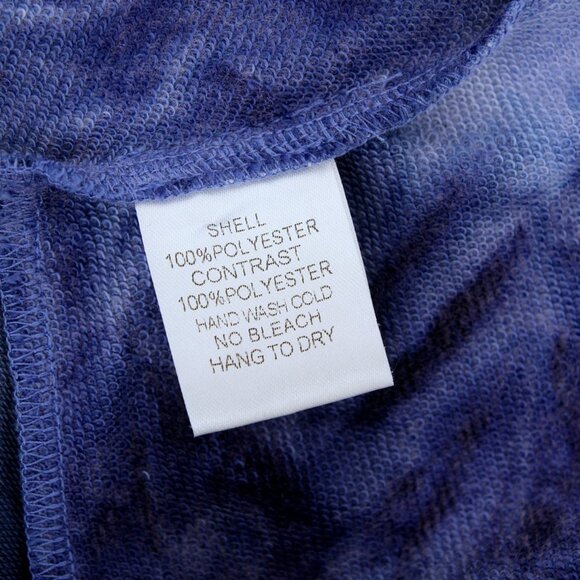 SHELL
100%POLYESTER
CONTRAST
100%POLYESTER
HAND WASH COLD
NO BLEACH
HANG TO DRY